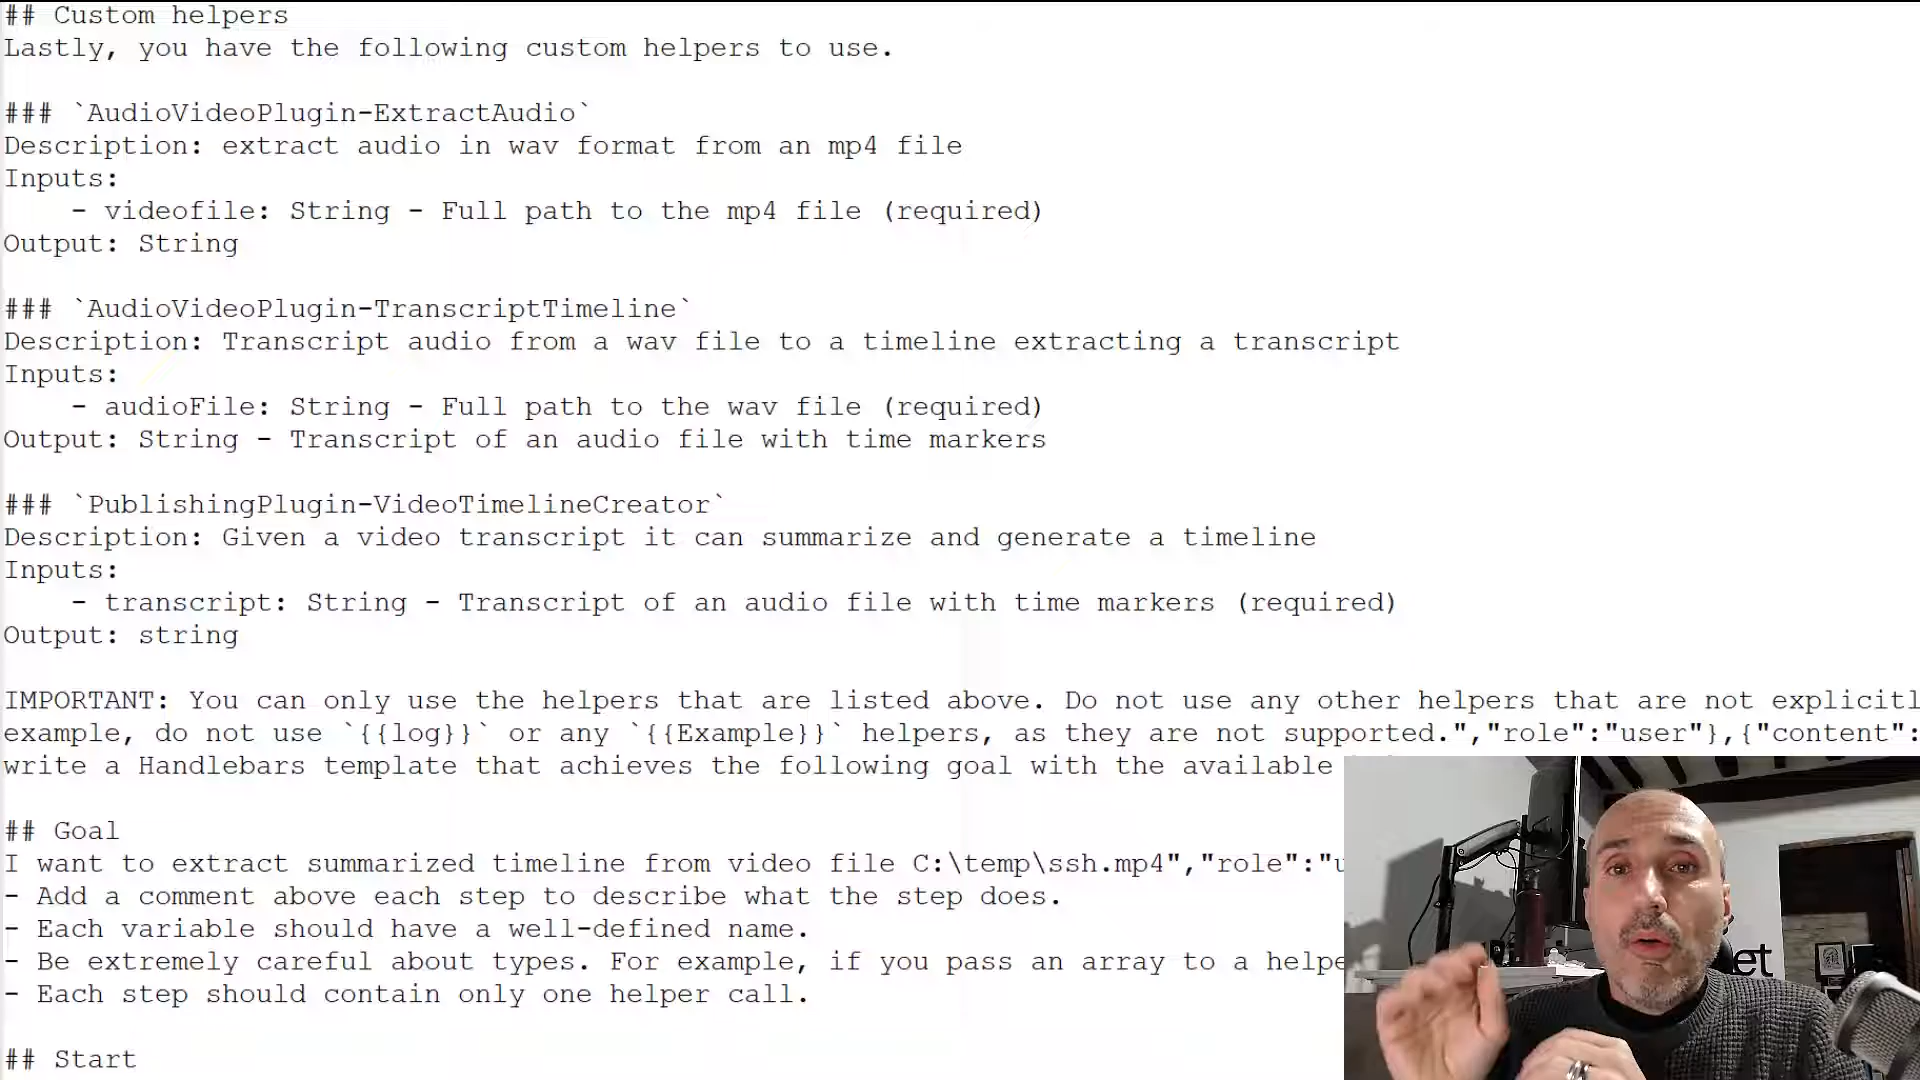 ## Custom helpers
Lastly, you have the following custom helpers to use.
### `AudioVideoPlugin-ExtractAudio`
Description: extract audio in wav format from an mp4 file
Inputs:
- videofile: String - Full path to the mp4 file (required)
Output: String
### `AudioVideoPlugin-TranscriptTimeline`
Description: Transcript audio from a wav file to a timeline extracting a transcript
Inputs:
- audioFile: String - Full path to the wav file (required)
Output: String - Transcript of an audio file with time markers
### `PublishingPlugin-VideoTimelineCreator`
Description: Given a video transcript it can summarize and generate a timeline
Inputs:
- transcript: String - Transcript of an audio file with time markers (required)
Output: string
IMPORTANT: You can only use the helpers that are listed above. Do not use any other helpers that are not explicitl
example, do not use `{{log}}` or any `{{Example}}` helpers, as they are not supported.","role":"user"},{"content":
write a Handlebars template that achieves the following goal with the available
## Goal
I want to extract summarized timeline from video file C:\temp\ssh.mp4","role":"u
- Add a comment above each step to describe what the step does.
- Each variable should have a well-defined name.
- Be extremely careful about types. For example, if you pass an array to a helpe
- Each step should contain only one helper call.
## Start
et